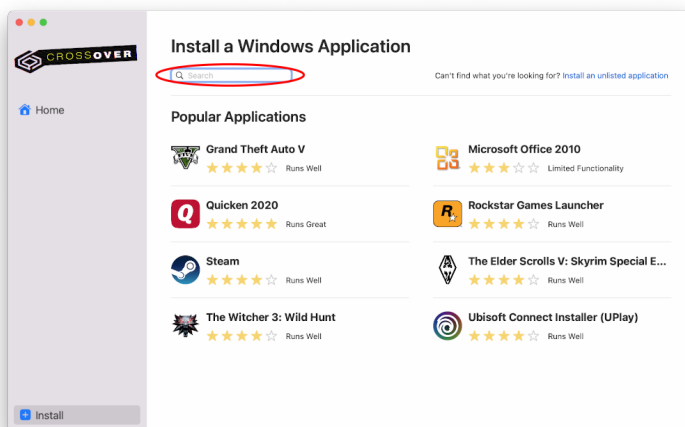 CROSSOVER
Install a Windows Application
Search
Can't find what you're looking for? Install an unlisted application
Home
Popular Applications
Grand Theft Auto V
Runs Well
Microsoft Office 2010
Limited Functionality
Quicken 2020
Runs Great
Rockstar Games Launcher
Runs Well
Steam
Runs Well
The Elder Scrolls V: Skyrim Special E...
Runs Well
The Witcher 3: Wild Hunt
Runs Well
Ubisoft Connect Installer (UPlay)
Runs Well
Install